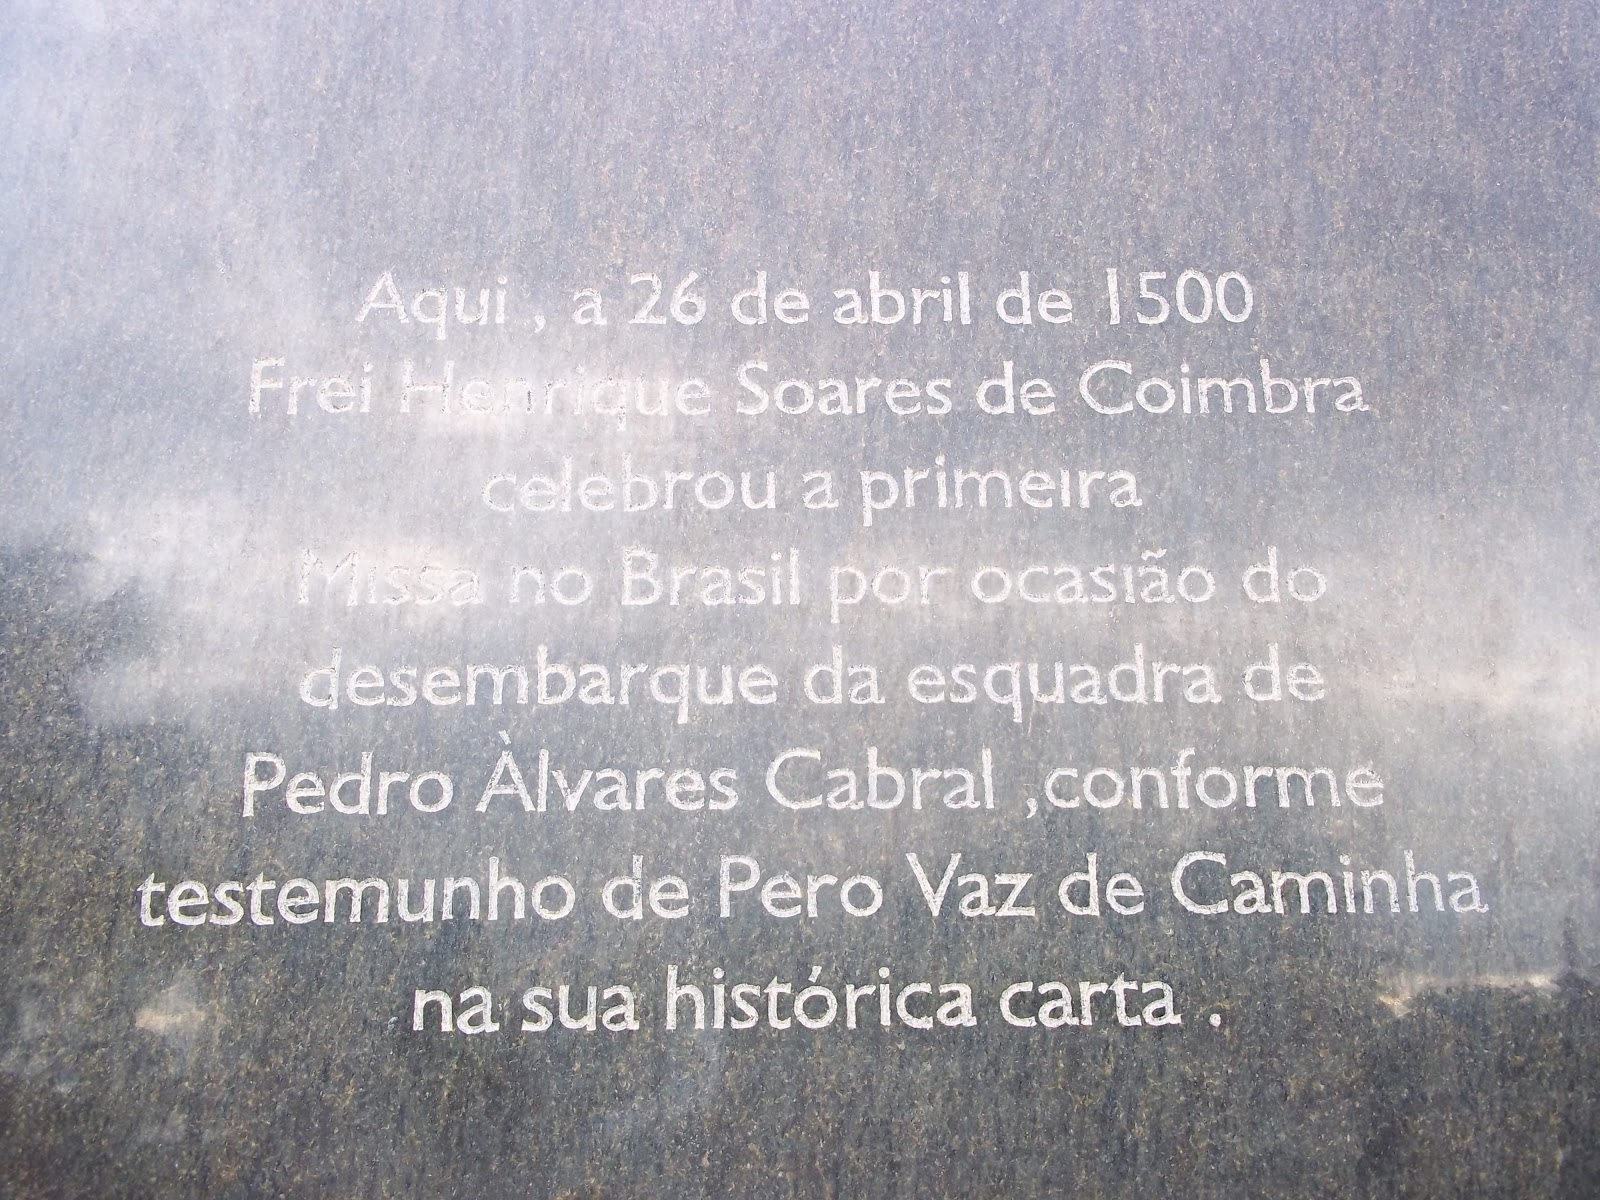 Aqui , a 26 de abril de 1500
Frei Henrique Soares de Coimbra
celebrou a primeira
Missa no Brasil por ocasião do
desembarque da esquadra de
Pedro Àlvares Cabral ,conforme
testemunho de Pero Vaz de Caminha
na sua histórica carta .